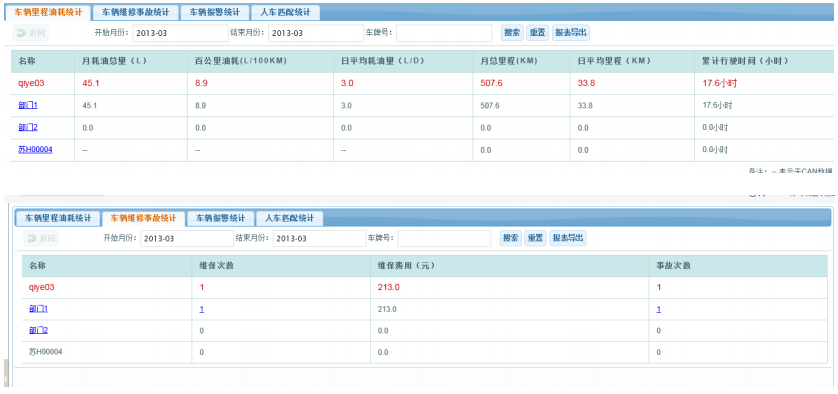 车辆里程油耗统计 车辆维修事故统计 车辆报警统计 人车匹配统计
返回 开始月份: 2013-03 结束月份: 2013-03 车牌号: 搜索 重置 报表导出
名称 月耗油总量（L） 百公里油耗(L/100KM) 日平均耗油量（L/D） 月总里程(KM) 日平均里程（KM） 累计行驶时间（小时）
qiye03 45.1 8.9 3.0 507.6 33.8 17.6小时
部门1 45.1 8.9 3.0 507.6 33.8 17.6小时
部门2 0.0 0.0 0.0 0.0 0.0 0.0小时
苏H00004 -- -- -- 0.0 0.0 0.0小时
备注: -- 表示无CAN数据
车辆里程油耗统计 车辆维修事故统计 车辆报警统计 人车匹配统计
返回 开始月份: 2013-03 结束月份: 2013-03 车牌号: 搜索 重置 报表导出
名称 维保次数 维保费用（元） 事故次数
qiye03 1 213.0 1
部门1 1 213.0 1
部门2 0 0.0 0
苏H00004 0 0.0 0